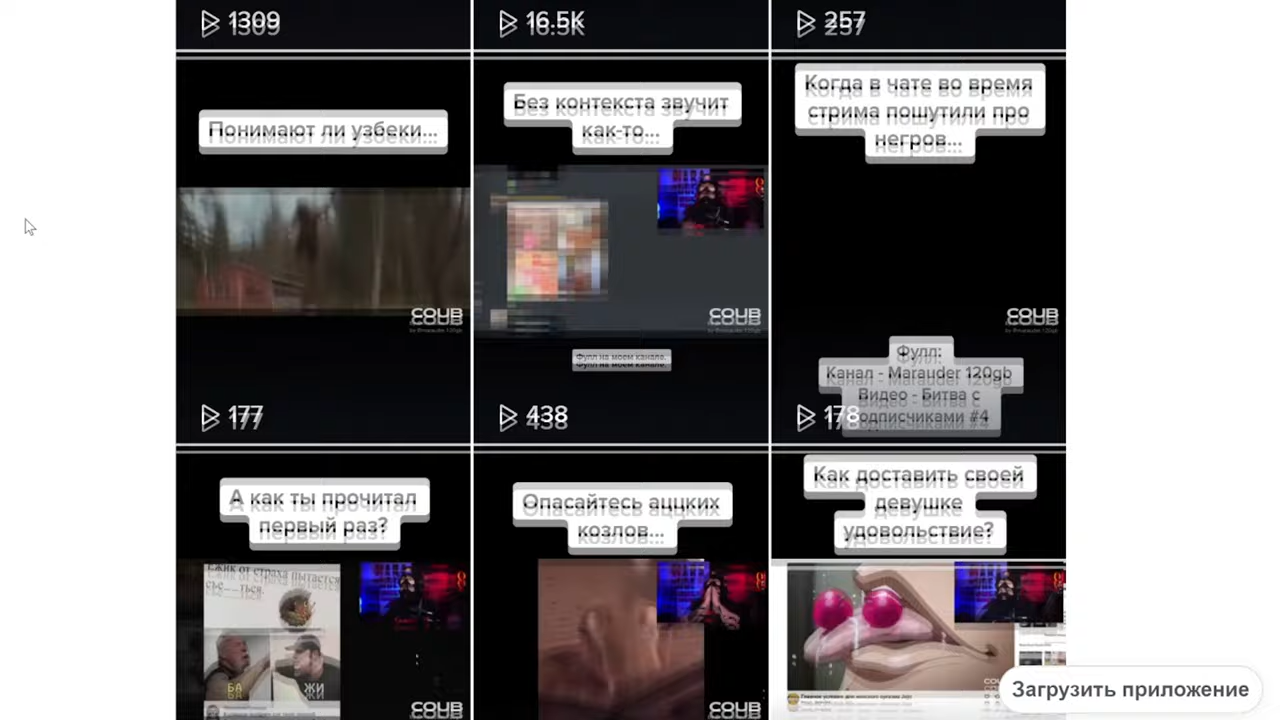 1309
16.5K
257
Понимают ли узбеки...
Без контекста звучит
как-то...
Когда в чате во время
стрима пошутили про
негров...
COUB
COUB
COUB
Фулл на моем канале.
Фулл:
Канал - Marauder 120gb
Видео - Битва с
одписчиками #4
177
438
178
А как ты прочитал
первый раз?
Опасайтесь аццких
козлов...
Как доставить своей
девушке
удовольствие?
Ёжик от страха пытается
съё__ться.
БА
ЖИ
COUB
COUB
Загрузить приложение